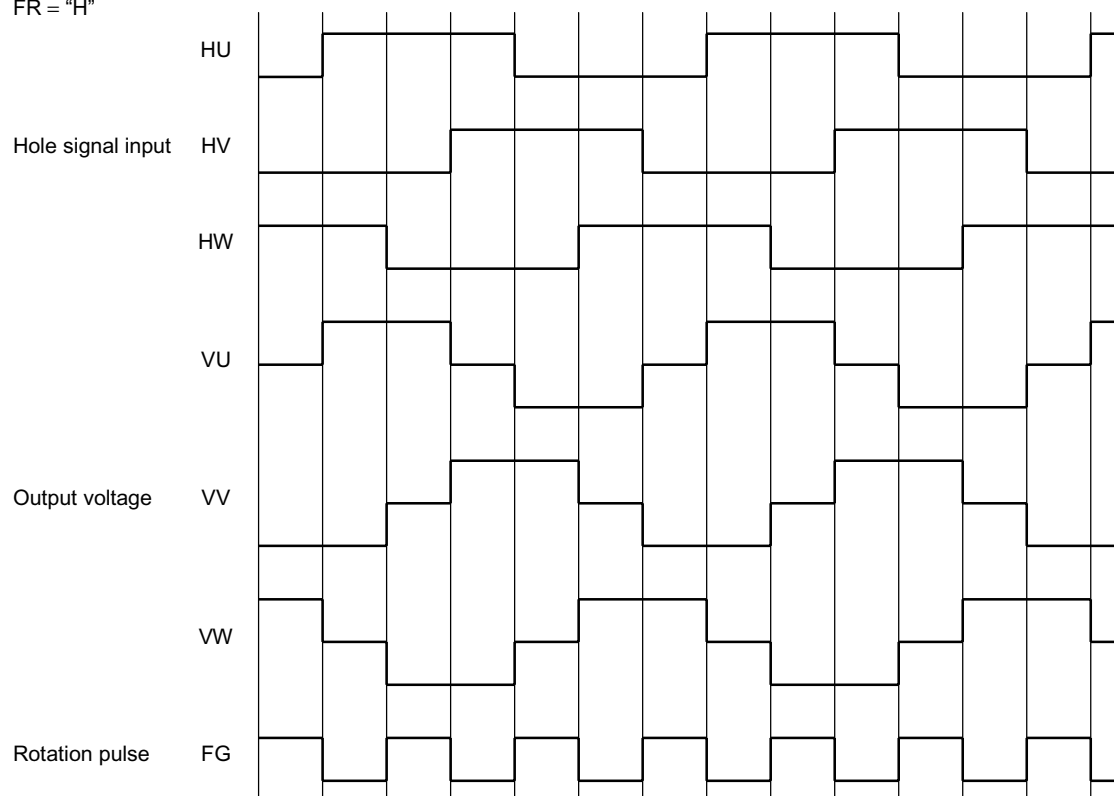 FR = “H”
HU
Hole signal input HV
HW
VU
Output voltage VV
VW
Rotation pulse FG